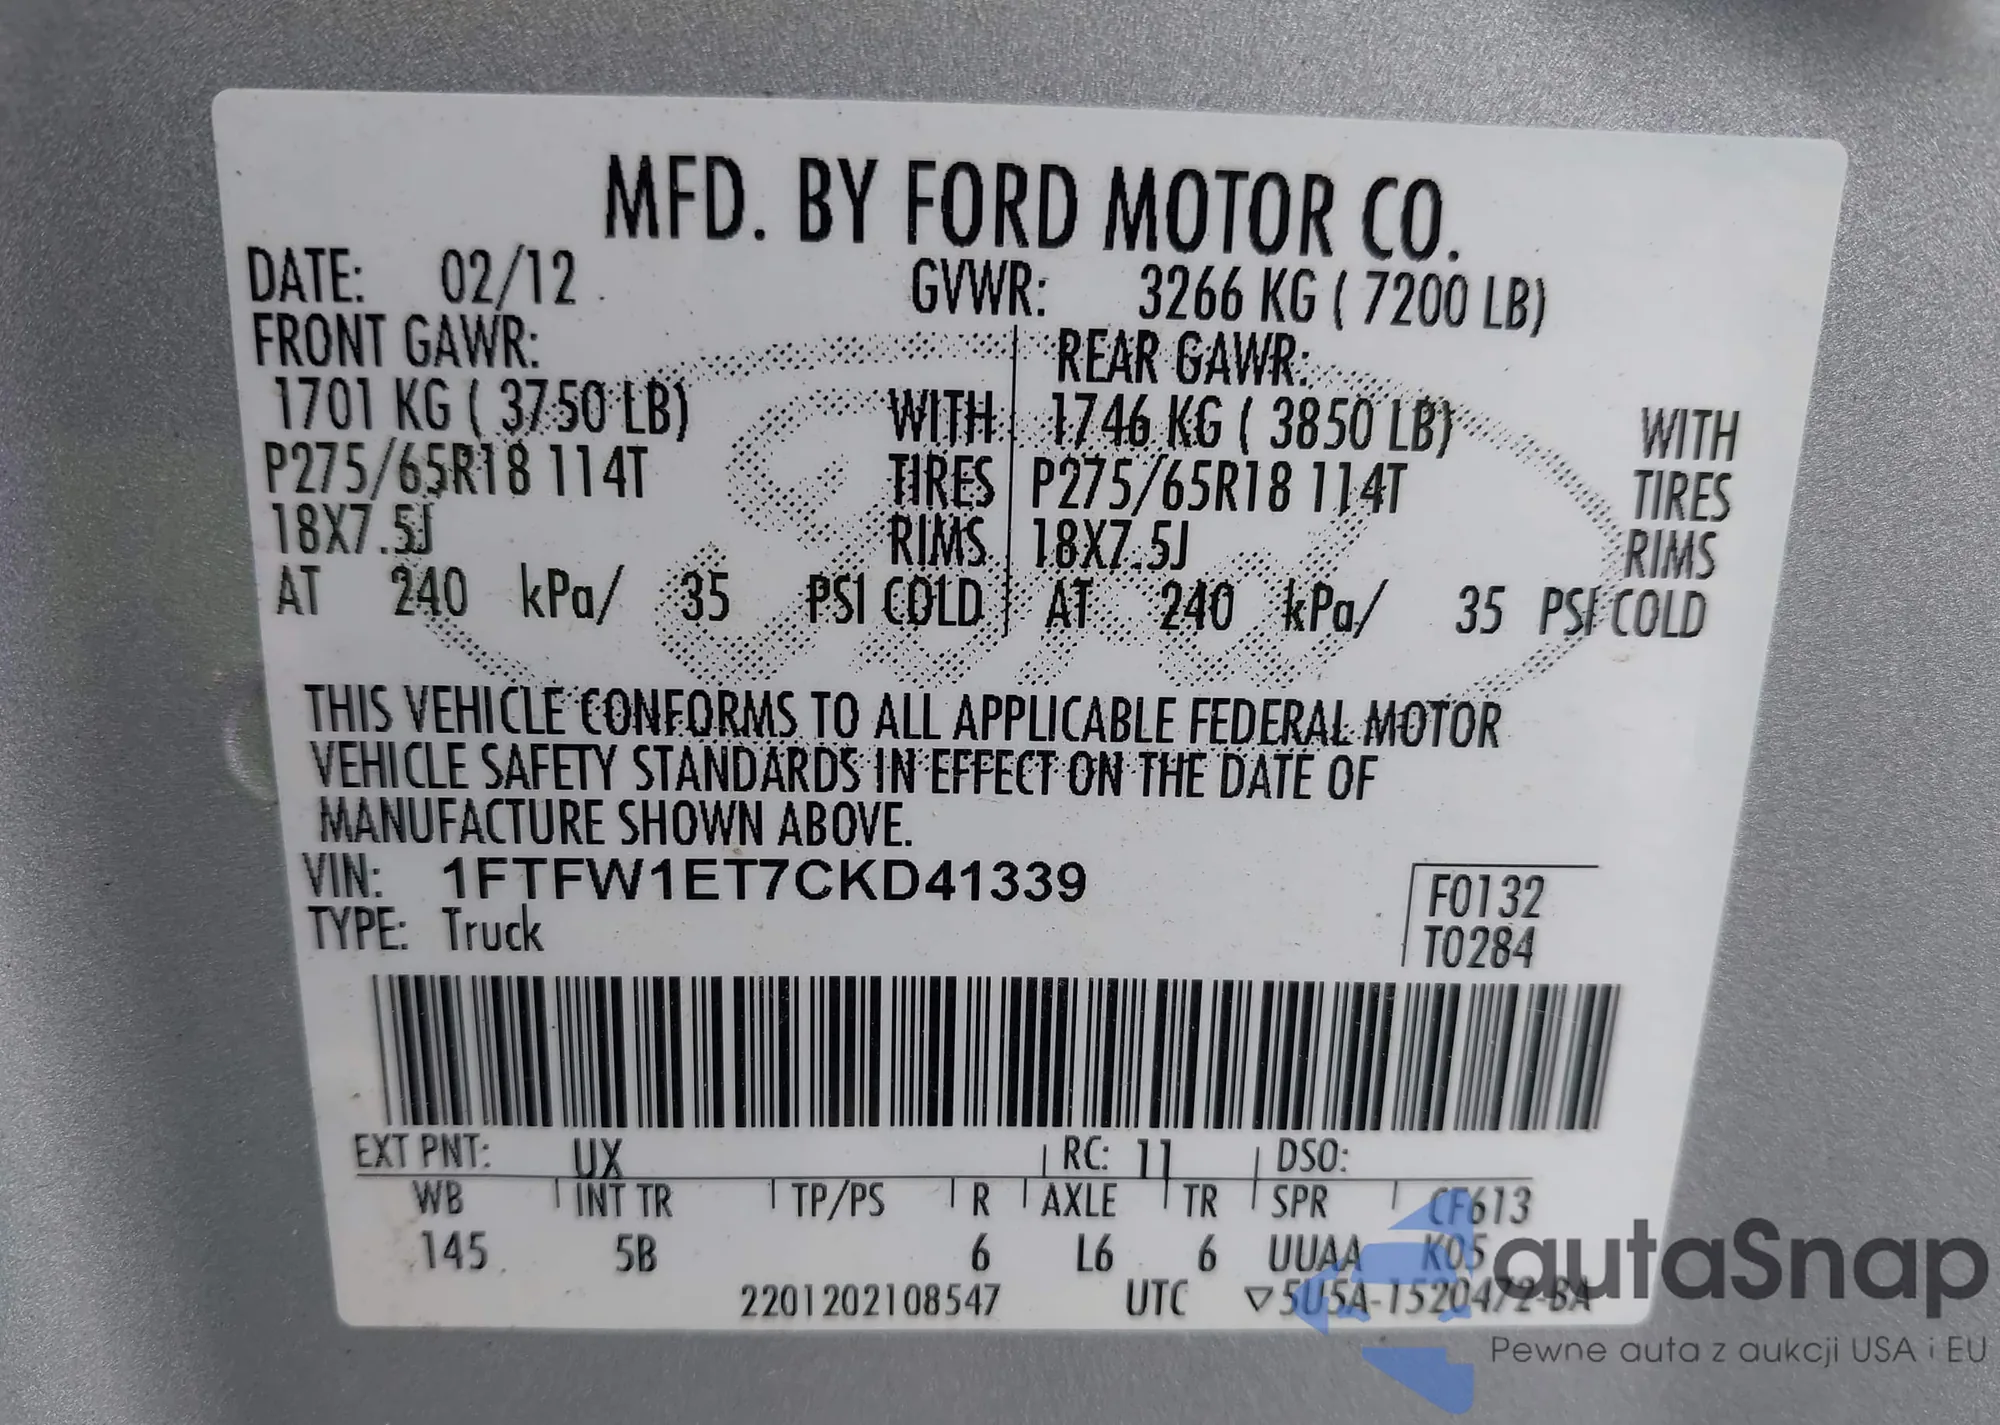 MFD. BY FORD MOTOR CO.
DATE: 02/12 GVWR: 3266 KG ( 7200 LB)
FRONT GAWR: REAR GAWR:
1701 KG ( 3750 LB) WITH 1746 KG ( 3850 LB) WITH
P275/65R18 114T TIRES P275/65R18 114T TIRES
18X7.5J RIMS 18X7.5J RIMS
AT 240 kPa/ 35 PSI COLD AT 240 kPa/ 35 PSI COLD
THIS VEHICLE CONFORMS TO ALL APPLICABLE FEDERAL MOTOR
VEHICLE SAFETY STANDARDS IN EFFECT ON THE DATE OF
MANUFACTURE SHOWN ABOVE.
VIN: 1FTFW1ET7CKD41339 F0132
TYPE: Truck T0284
EXT PNT: UX RC: 11 DSO:
WB INT TR TP/PS R AXLE TR SPR CF613
145 5B 6 L6 6 UUAA K05
2201202108547 UTC ▽5U5A-1520472-BA
autaSnap
Pewne auta z aukcji USA i EU